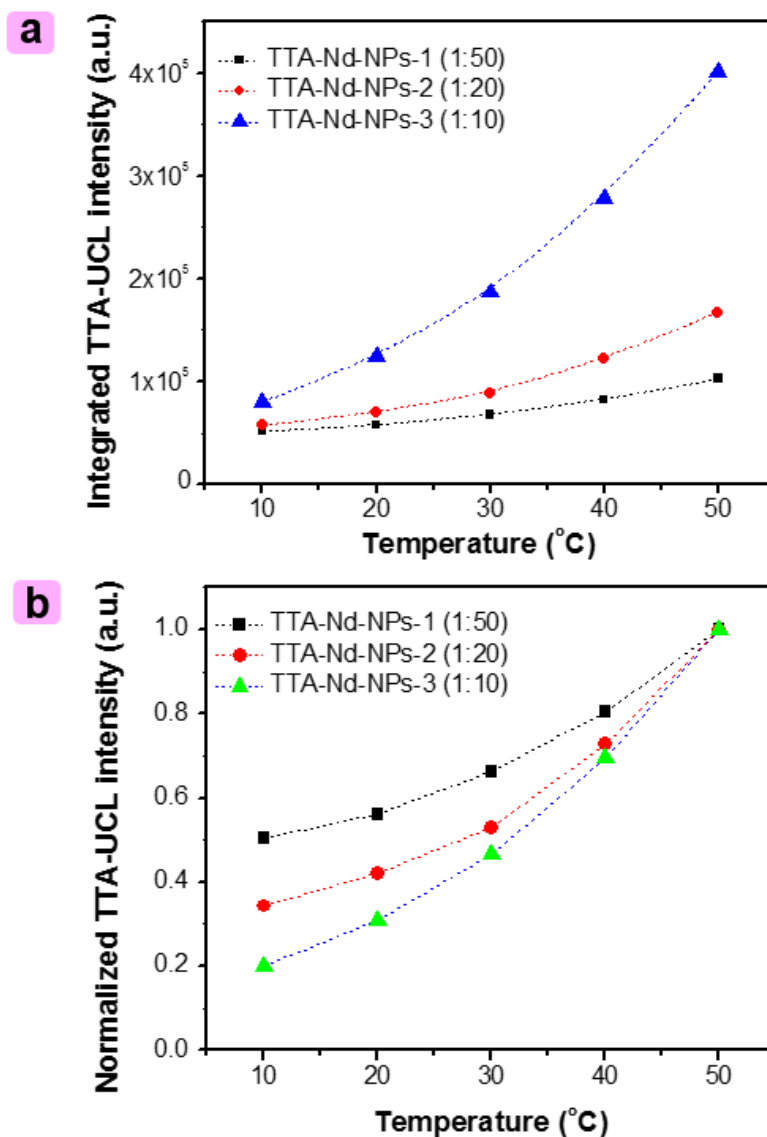 a
Integrated TTA-UCL intensity (a.u.)
4x10⁵
3x10⁵
2x10⁵
1x10⁵
0
TTA-Nd-NPs-1 (1:50)
TTA-Nd-NPs-2 (1:20)
TTA-Nd-NPs-3 (1:10)
10 20 30 40 50
Temperature (°C)
b
Normalized TTA-UCL intensity (a.u.)
1.0
0.8
0.6
0.4
0.2
0.0
TTA-Nd-NPs-1 (1:50)
TTA-Nd-NPs-2 (1:20)
TTA-Nd-NPs-3 (1:10)
10 20 30 40 50
Temperature (°C)